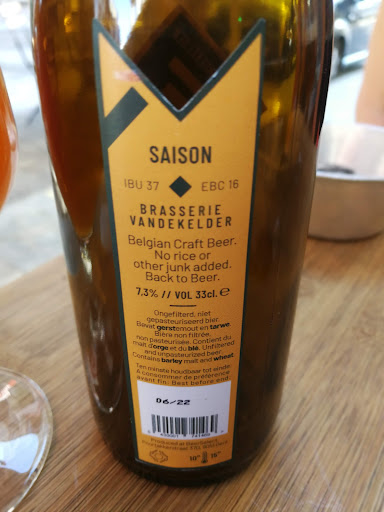 SAISON
IBU 37 EBC 16
BRASSERIE
VANDEKELDER
Belgian Craft Beer.
No rice or
other junk added.
Back to Beer.
7,3% // VOL 33cl. ℮
Ongefilterd, niet
gepasteuriseerd bier.
Bevat gerstemout en tarwe.
Bière non filtrée,
non pasteurisée. Contient du
malt d'orge et du blé. Unfiltered
and unpasteurized beer.
Contains barley malt and wheat.
Ten minste houdbaar tot einde.
A consommer de préférence
avant fin. Best before end.
06/22
10° 16°